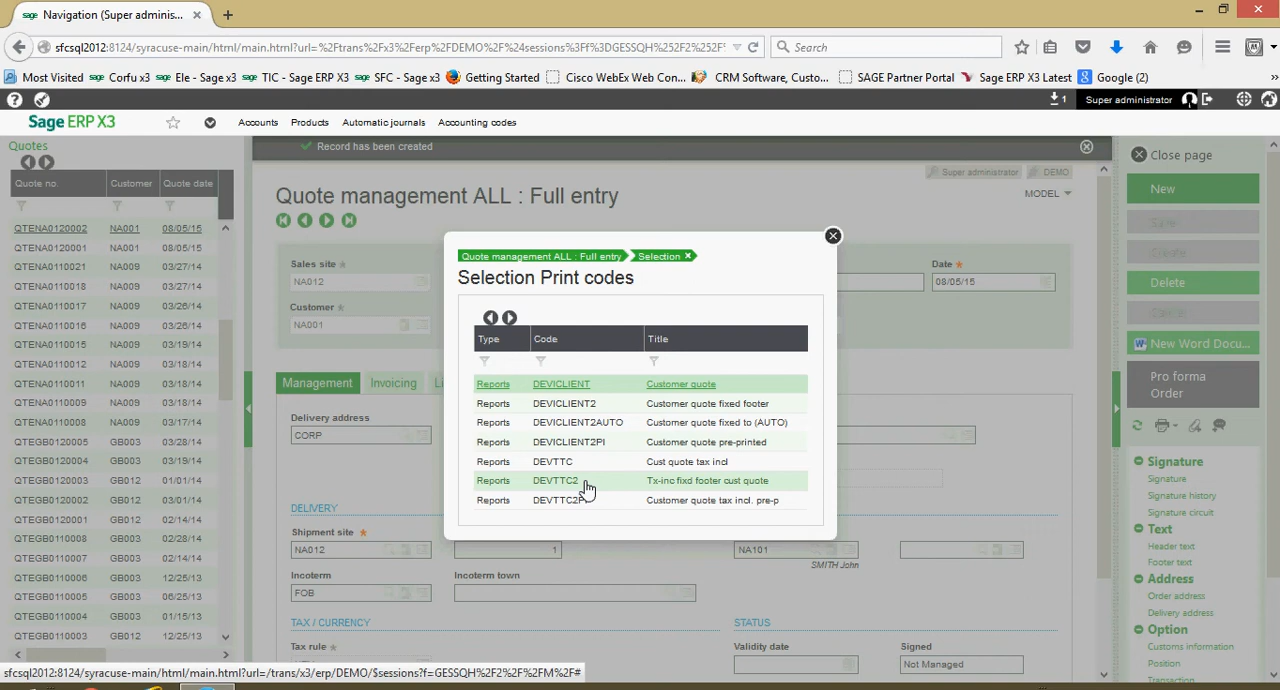 sage Navigation (Super adminis...
sfcsql2012:8124/syracuse-main/html/main.html?url=%2Ftrans%2Fx3%2Ferp%2FDEMO%2F%24sessions%3Ff%3DGESSQH%252F2%252F%
Search
Most Visited
sage Corfu x3
sage Ele - Sage x3
sage TIC - Sage ERP X3
sage SFC - Sage x3
Getting Started
Cisco WebEx Web Con...
CRM Software, Custo...
SAGE Partner Portal
Sage ERP X3 Latest
Google (2)
1
Super administrator
Sage ERP X3
Accounts
Products
Automatic journals
Accounting codes
Quotes
Quote no.
Customer
Quote date
QTENA0120002 NA001 08/05/15
QTENA0120001 NA001 08/05/15
QTENA0110021 NA009 03/27/14
QTENA0110018 NA009 03/27/14
QTENA0110017 NA009 03/26/14
QTENA0110016 NA009 03/26/14
QTENA0110015 NA009 03/19/14
QTENA0110012 NA009 03/18/14
QTENA0110011 NA009 03/18/14
QTENA0110009 NA009 03/18/14
QTENA0110008 NA009 03/17/14
QTEGB0120005 GB003 03/28/14
QTEGB0120004 GB003 03/19/14
QTEGB0120003 GB012 03/01/14
QTEGB0120002 GB012 03/01/14
QTEGB0120001 GB012 02/14/14
QTEGB0110008 GB003 02/28/14
QTEGB0110007 GB003 02/14/14
QTEGB0110006 GB003 12/25/13
QTEGB0110005 GB003 06/25/13
QTEGB0110004 GB003 01/15/13
QTEGB0110003 GB012 12/25/13
Record has been created
Super administrator
DEMO
Quote management ALL : Full entry
MODEL
Sales site *
NA012
Date *
08/05/15
Customer *
NA001
Management
Invoicing
Delivery address
CORP
DELIVERY
Shipment site *
NA012
1
NA101
SMITH John
Incoterm
Incoterm town
FOB
TAX / CURRENCY
STATUS
Tax rule *
Validity date
Signed
Not Marked
Quote management ALL : Full entry
Selection ×
Selection Print codes
Type Code Title
Reports DEVICLIENT Customer quote
Reports DEVICLIENT2 Customer quote fixed footer
Reports DEVICLIENT2AUTO Customer quote fixed to (AUTO)
Reports DEVICLIENT2PI Customer quote pre-printed
Reports DEVTTC Cust quote tax incl
Reports DEVTTC2 Tx-inc fixd footer cust quote
Reports DEVTTC2PI Customer quote tax incl. pre-p
Close page
New
Save
Create
Delete
Cancel
New Word Docu...
Pro forma
Order
Signature
Signature
Signature history
Signature circuit
Text
Header text
Footer text
Address
Order address
Delivery address
Option
Customs information
Position
Transaction
sfcsql2012:8124/syracuse-main/html/main.html?url=/trans/x3/erp/DEMO/$sessions?f=GESSQH%2F2%2F%2FM%2F#